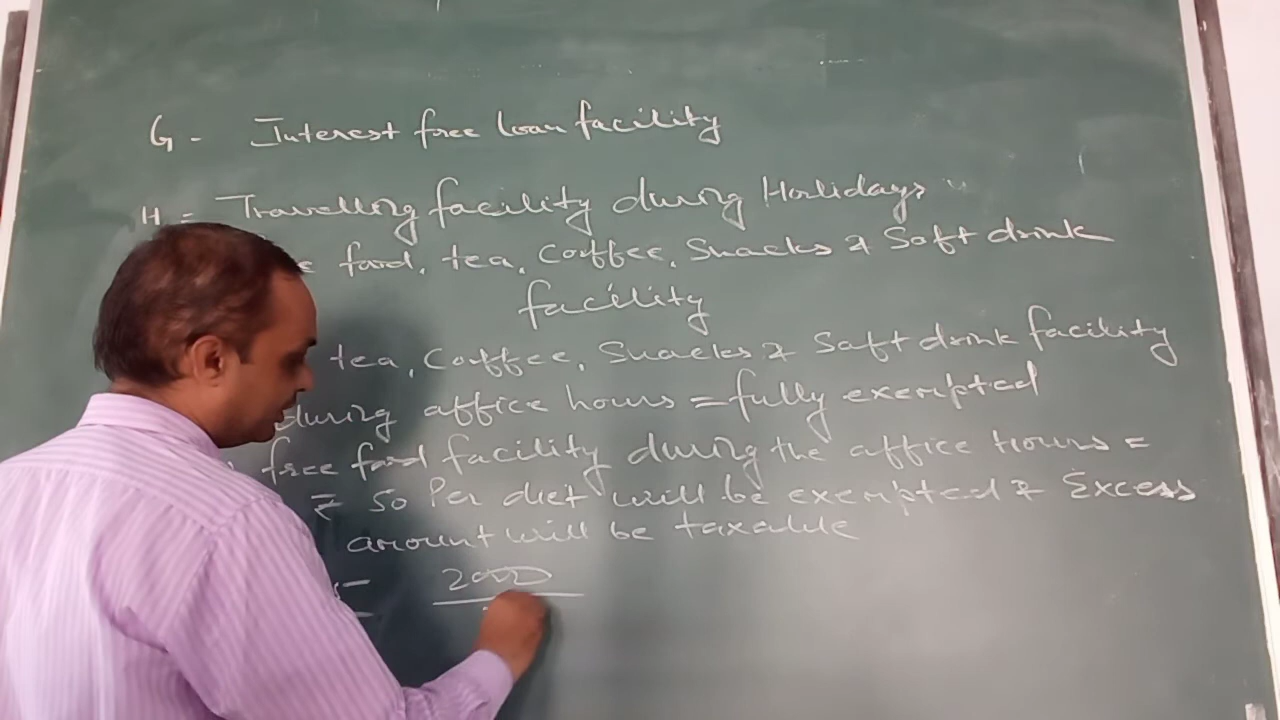 G - Interest free loan facility
H - Travelling facility during Holidays
food, tea, Coffee, Snacks & Soft drink
facility
tea, Coffee, Snacks & Soft drink facility
during office hours = fully exempted
free food facility during the office Hours =
₹ 50 Per diet will be exempted & Excess
amount will be taxable